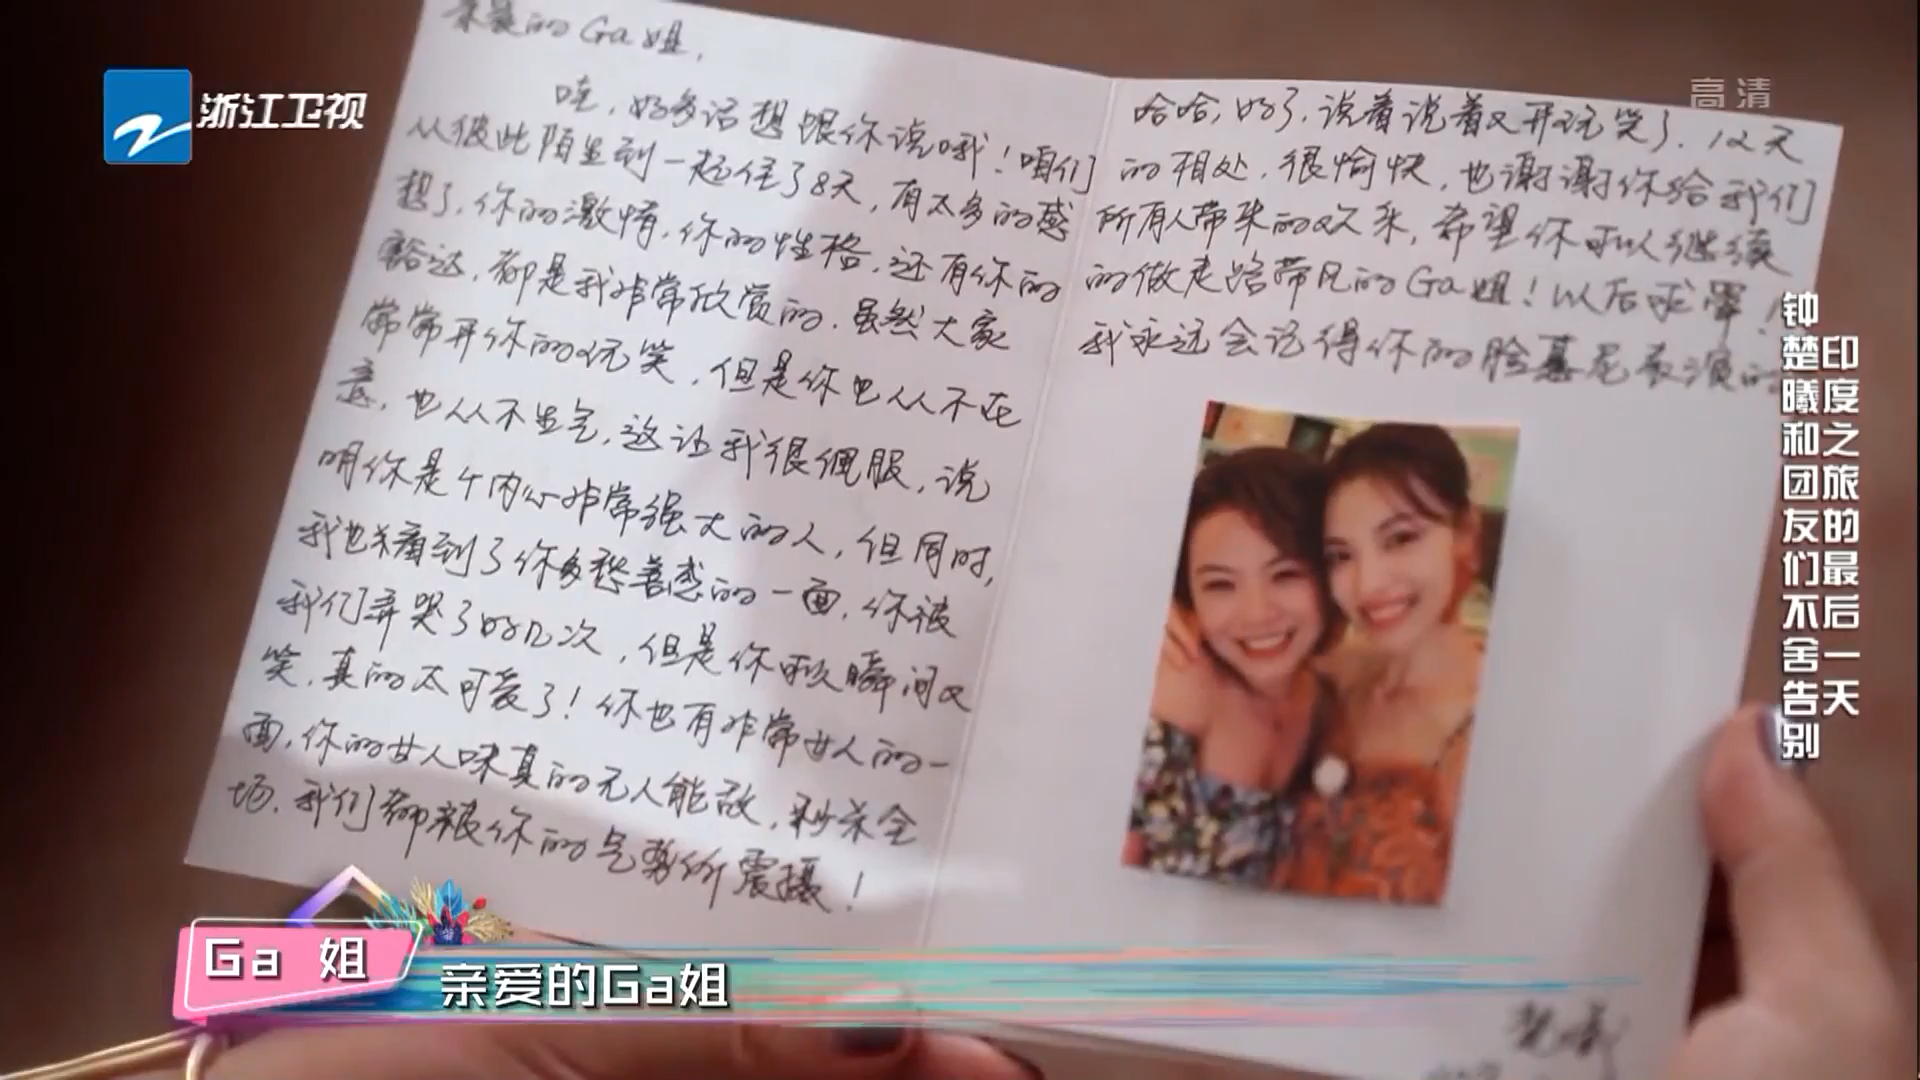 浙江卫视
高清
亲爱的Ga姐，
哇，好多话想跟你说哦！咱们
从彼此陌生到一起住了8天，有太多的感
想了，你的激情，你的性格，还有你的
豁达，都是我非常欣赏的．虽然大家
常常开你的玩笑，但是你也从不在
意，也从不生气，这让我很佩服，说
明你是个内心非常强大的人，但同时，
我也看到了你多愁善感的一面，你被
我们弄哭了好几次，但是你瞬间又
笑，真的太可爱了！你也有非常女人的一
面，你的女人味真的无人能敌，秒杀全
场，我们都被你的气势所震撼！
哈哈，好了，说着说着又开玩笑了．12天
的相处，很愉快，也谢谢你给我们
所有人带来的欢乐，希望你可以继续
的做走路带风的Ga姐！以后求罩！
我永远会记得你的脸基尼表演的
印度之旅的最后一天
钟楚曦和团友们不舍告别
Ga 姐
亲爱的Ga姐